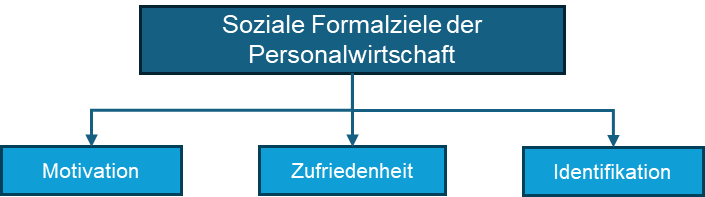 Soziale Formalziele der
Personalwirtschaft
Motivation
Zufriedenheit
Identifikation